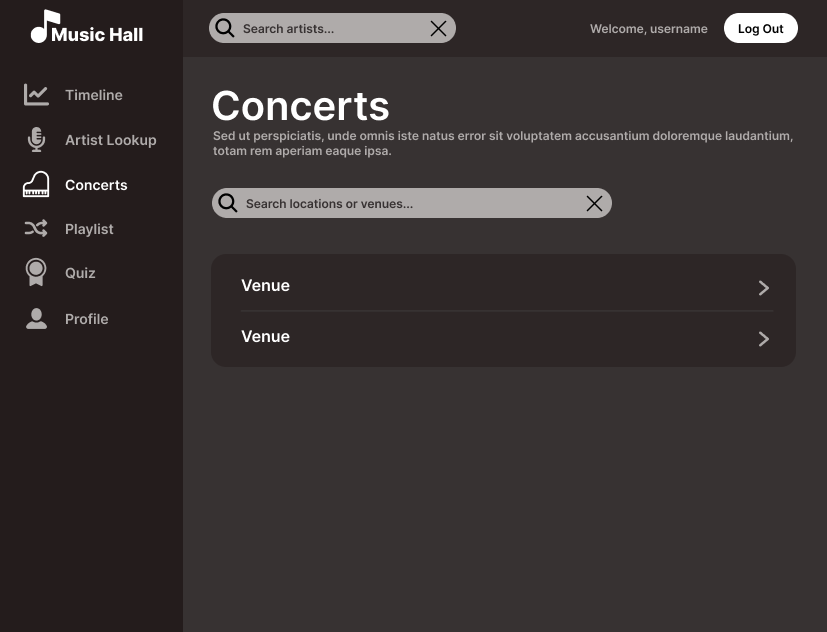 Music Hall
Search artists...
Welcome, username
Log Out
Timeline
Artist Lookup
Concerts
Playlist
Quiz
Profile
Concerts
Sed ut perspiciatis, unde omnis iste natus error sit voluptatem accusantium doloremque laudantium,
totam rem aperiam eaque ipsa.
Search locations or venues...
Venue
Venue